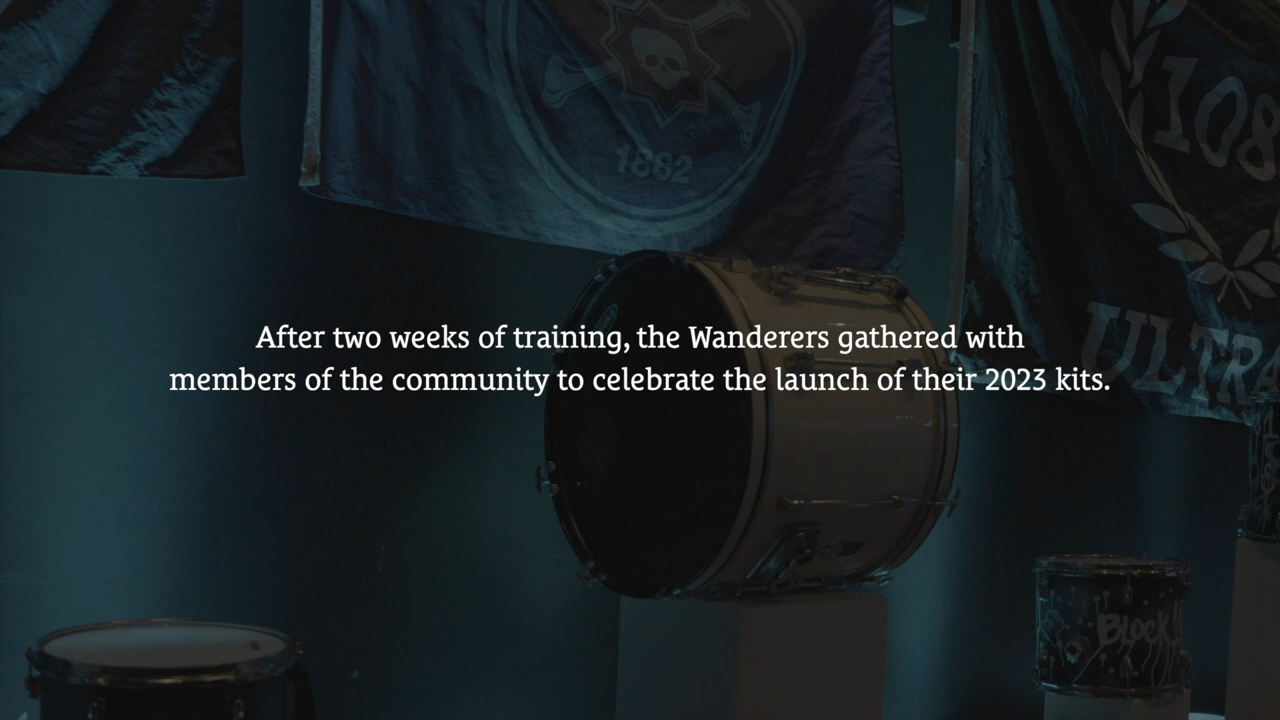 1882
108
After two weeks of training, the Wanderers gathered with
members of the community to celebrate the launch of their 2023 kits.
ULTRA
BLOCK